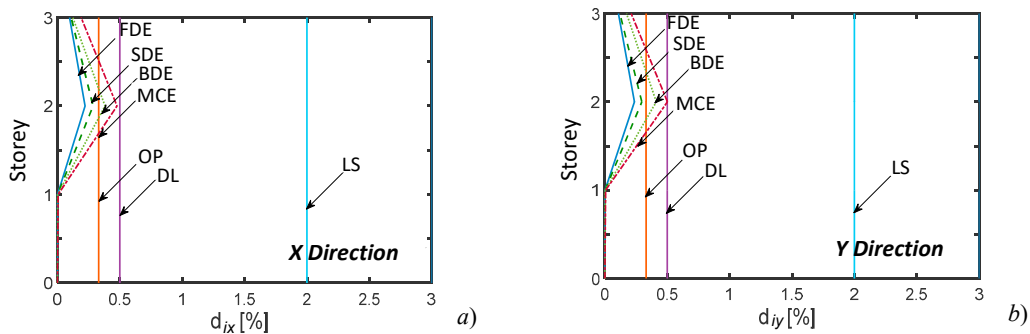 3
2
1
0
Storey
FDE
SDE
BDE
MCE
OP
DL
LS
X Direction
0 0.5 1 1.5 2 2.5 3
dix [%]
a)
3
2
1
0
Storey
FDE
SDE
BDE
MCE
OP
DL
LS
Y Direction
0 0.5 1 1.5 2 2.5 3
diy [%]
b)